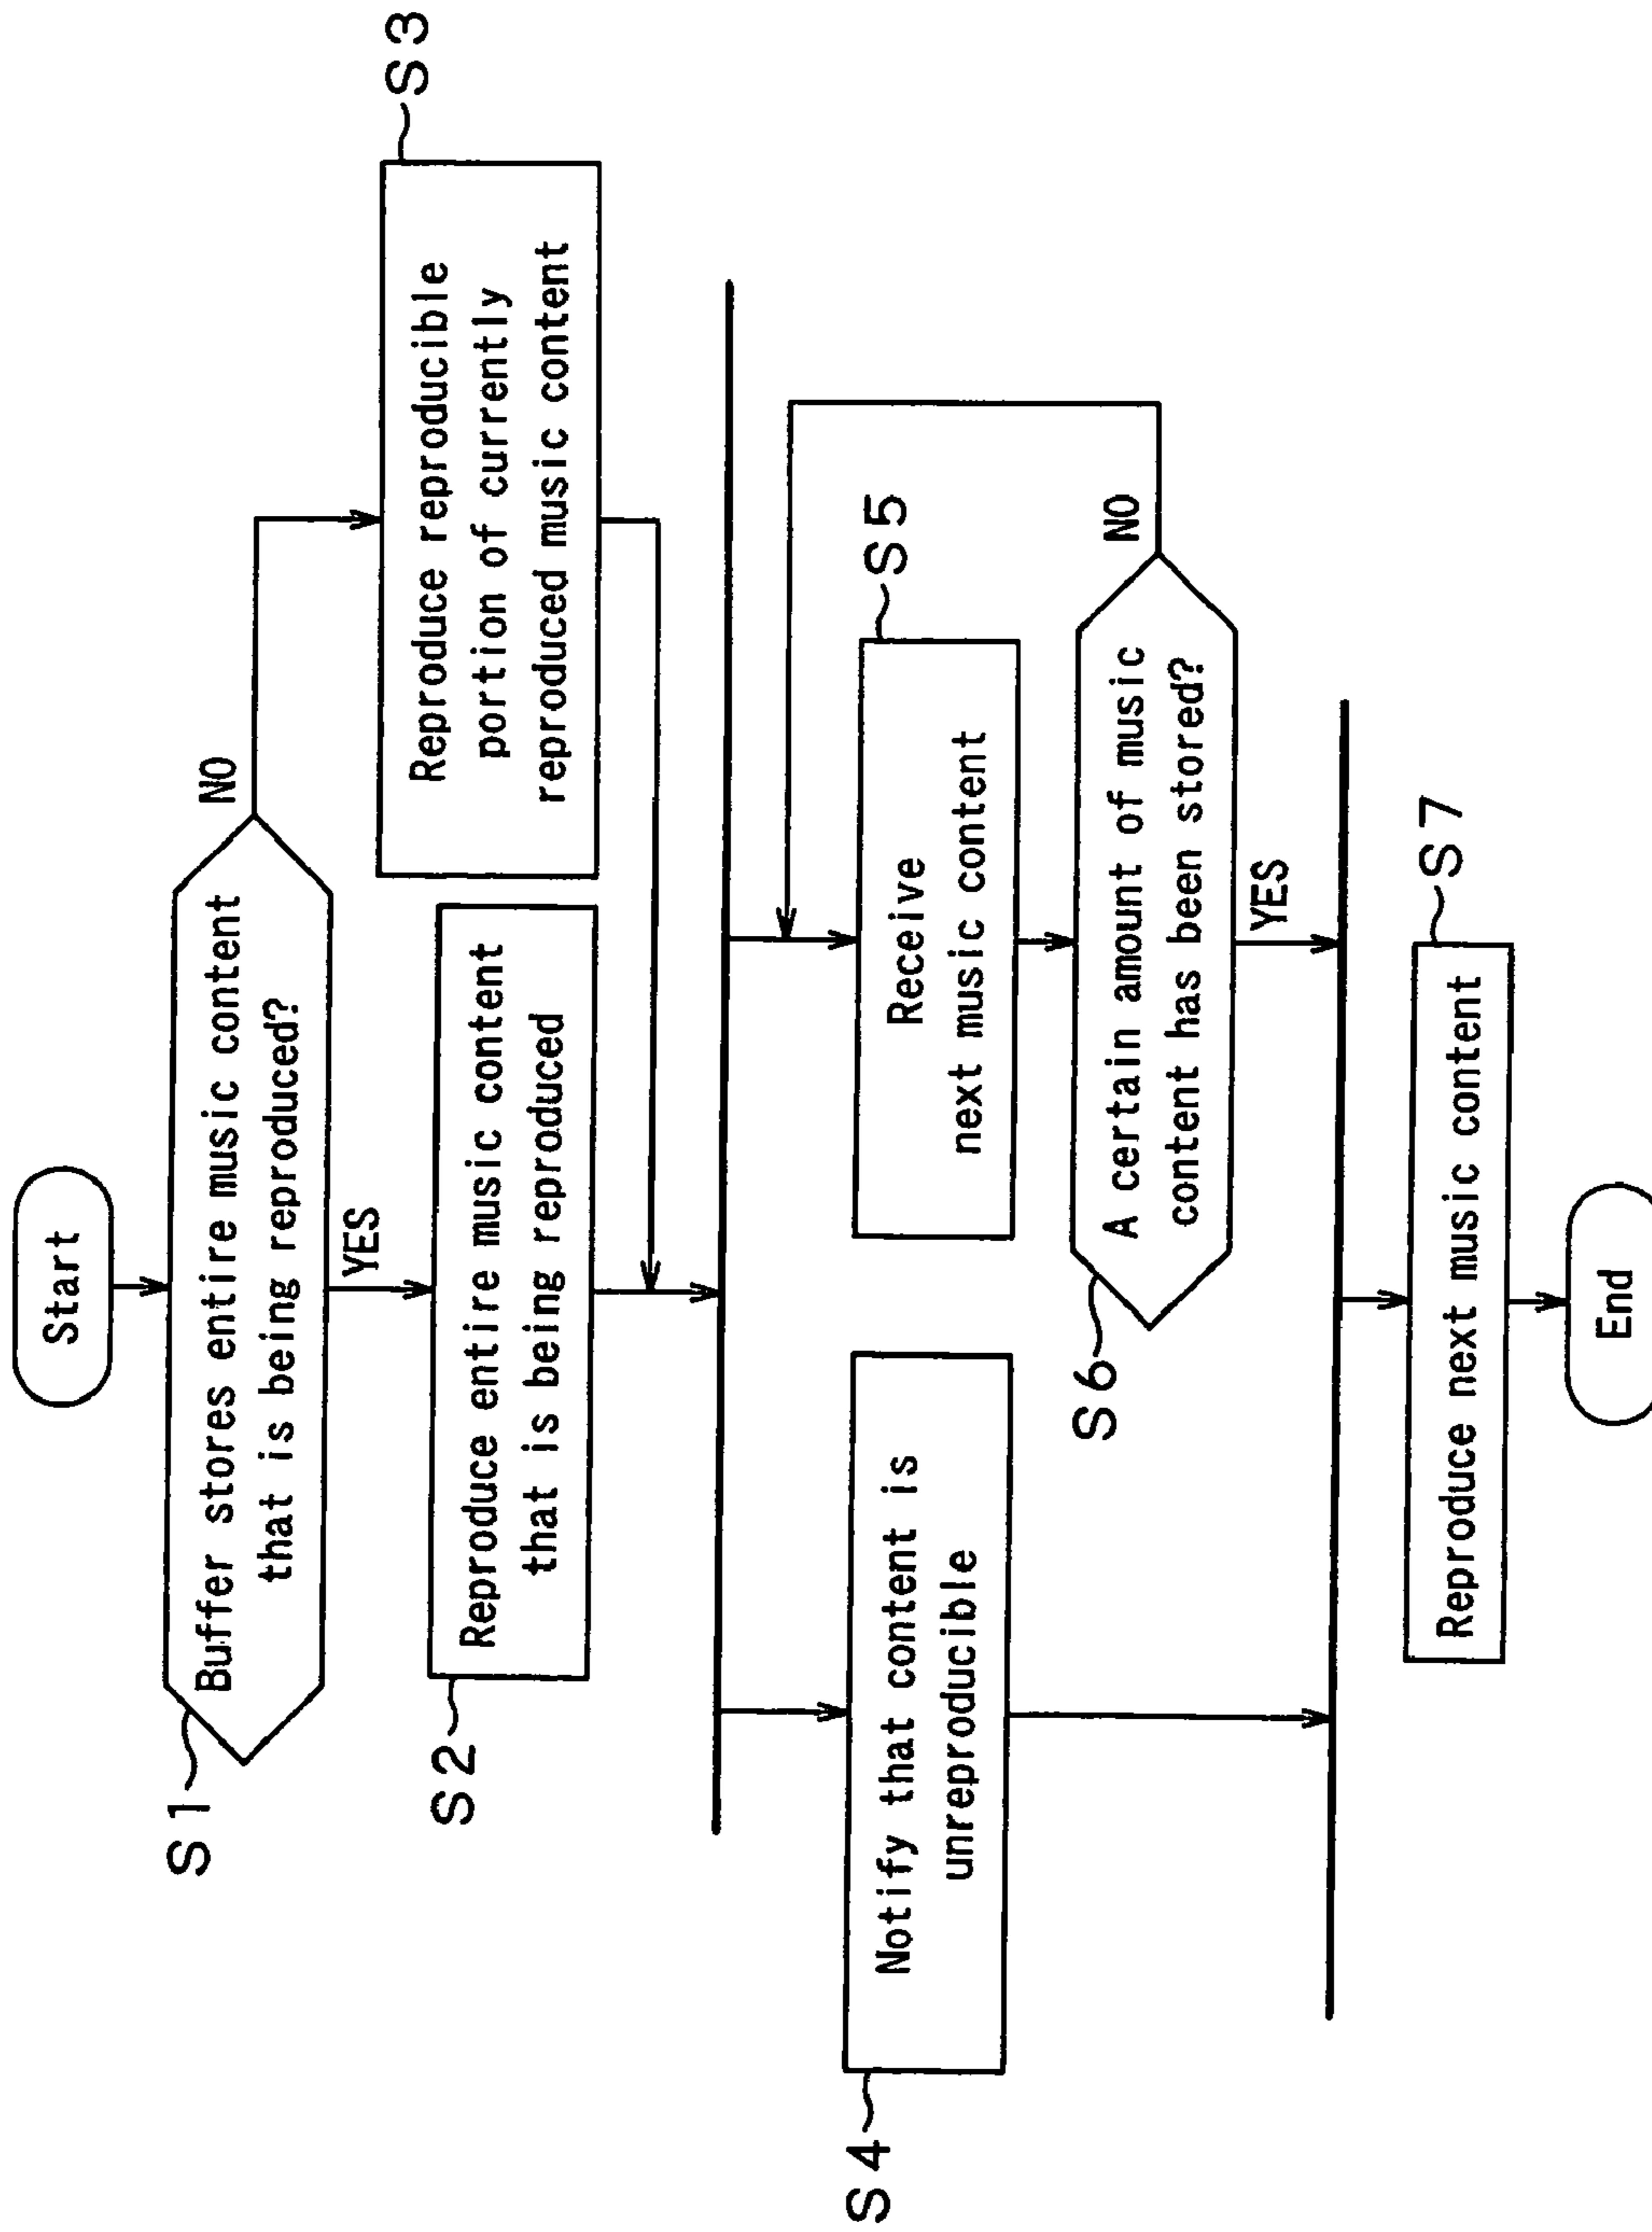 Start
S1
Buffer stores entire music content
that is being reproduced?
NO
YES
S2
Reproduce entire music content
that is being reproduced
S3
Reproduce reproducible
portion of currently
reproduced music content
S4
Notify that content is
unreproducible
S5
Receive
next music content
S6
A certain amount of music
content has been stored?
NO
YES
S7
Reproduce next music content
End